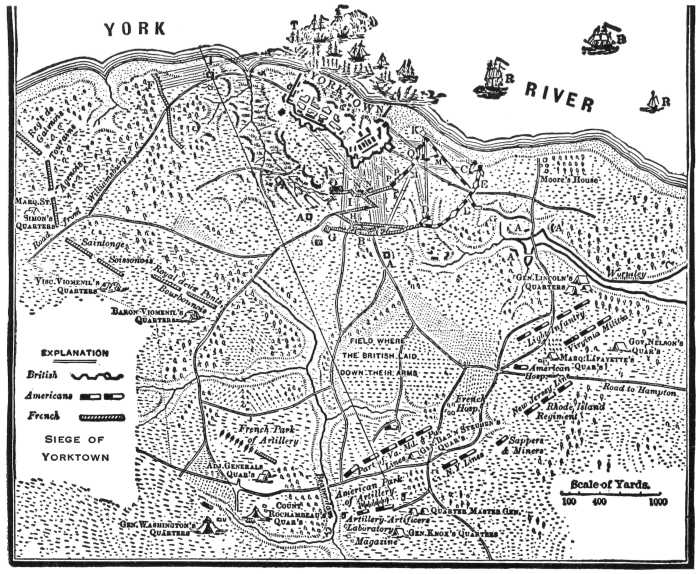 YORK
RIVER
R
R
R
YORKTOWN
F
K
M
C
E
Moore's House
Regt de
Gatenois
Touraine
Agenois
MARQ. ST.
SIMON'S
QUARTERS
Road from Williamsburg
A
I
H
G
B
A
A
A
Wormley
Saintonge
Soissonois
Royal Deux Ponts
Bourbonnois
VISC. VIOMENIL'S
QUARTERS
BARON VIOMENIL'S
QUARTERS
GEN. LINCOLN'S
QUARTERS
Light Infantry
Virginia Militia
GOV. NELSON'S
QUAR'S
MARQ. LAFAYETTE'S
QUAR'S
American
Hosp.
Road to Hampton
New Jersey Line
Rhode Island
Regiment
FIELD WHERE
THE BRITISH LAID
DOWN THEIR ARMS
French
Hosp.
Sappers
& Miners
N.Y. Lines
QUAR'S
French Park
of Artillery
ADJ. GENERALS
QUAR'S
American Park
of Artillery
COUNT
ROCHAMBEAU'S
QUAR'S
GEN. WASHINGTON'S
QUARTERS
Artillery Artificers
Laboratory
Magazine
QUARTER MASTER GEN.
GEN. KNOX'S QUARTERS
EXPLANATION
British
Americans
French
SIEGE OF
YORKTOWN
Scale of Yards.
100 400 1000